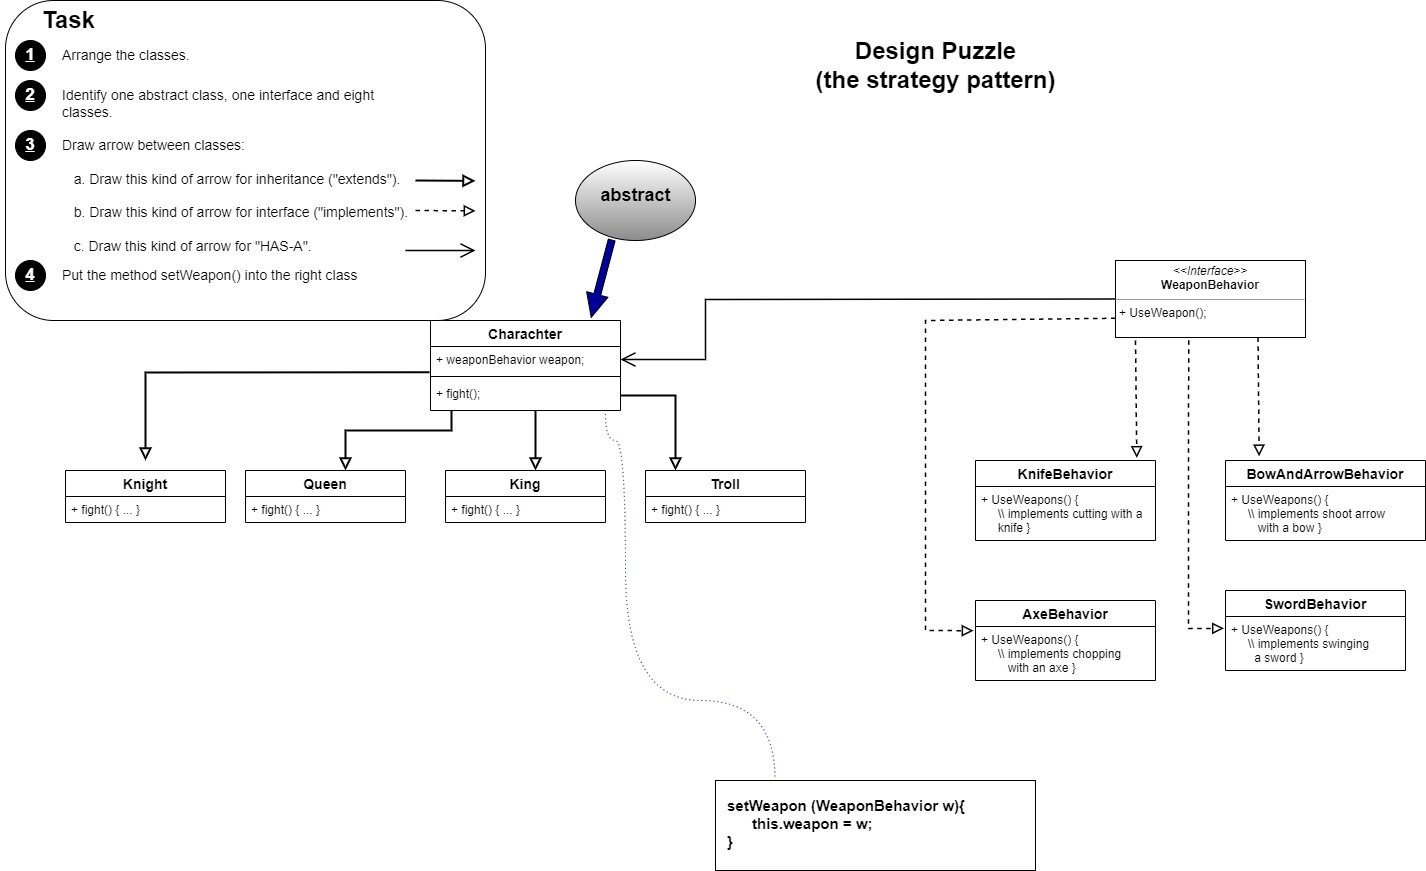 Task
1 Arrange the classes.
2 Identify one abstract class, one interface and eight
classes.
3 Draw arrow between classes:
a. Draw this kind of arrow for inheritance ("extends").
b. Draw this kind of arrow for interface ("implements").
c. Draw this kind of arrow for "HAS-A".
4 Put the method setWeapon() into the right class
Design Puzzle
(the strategy pattern)
abstract
Charachter
+ weaponBehavior weapon;
+ fight();
<<Interface>>
WeaponBehavior
+ UseWeapon();
Knight
+ fight() { ... }
Queen
+ fight() { ... }
King
+ fight() { ... }
Troll
+ fight() { ... }
KnifeBehavior
+ UseWeapons() {
\\ implements cutting with a
knife }
BowAndArrowBehavior
+ UseWeapons() {
\\ implements shoot arrow
with a bow }
AxeBehavior
+ UseWeapons() {
\\ implements chopping
with an axe }
SwordBehavior
+ UseWeapons() {
\\ implements swinging
a sword }
setWeapon (WeaponBehavior w){
this.weapon = w;
}